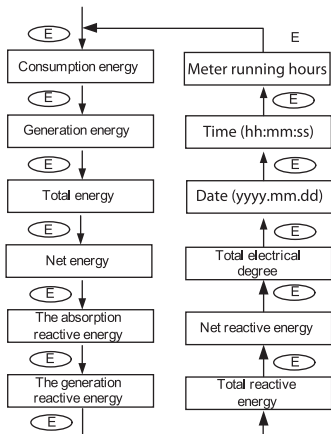 E
Consumption energy
E
Generation energy
E
Total energy
E
Net energy
E
The absorption
reactive energy
E
The generation
reactive energy
E
E
Meter running hours
E
Time (hh:mm:ss)
E
Date (yyyy.mm.dd)
E
Total electrical
degree
E
Net reactive energy
E
Total reactive
energy